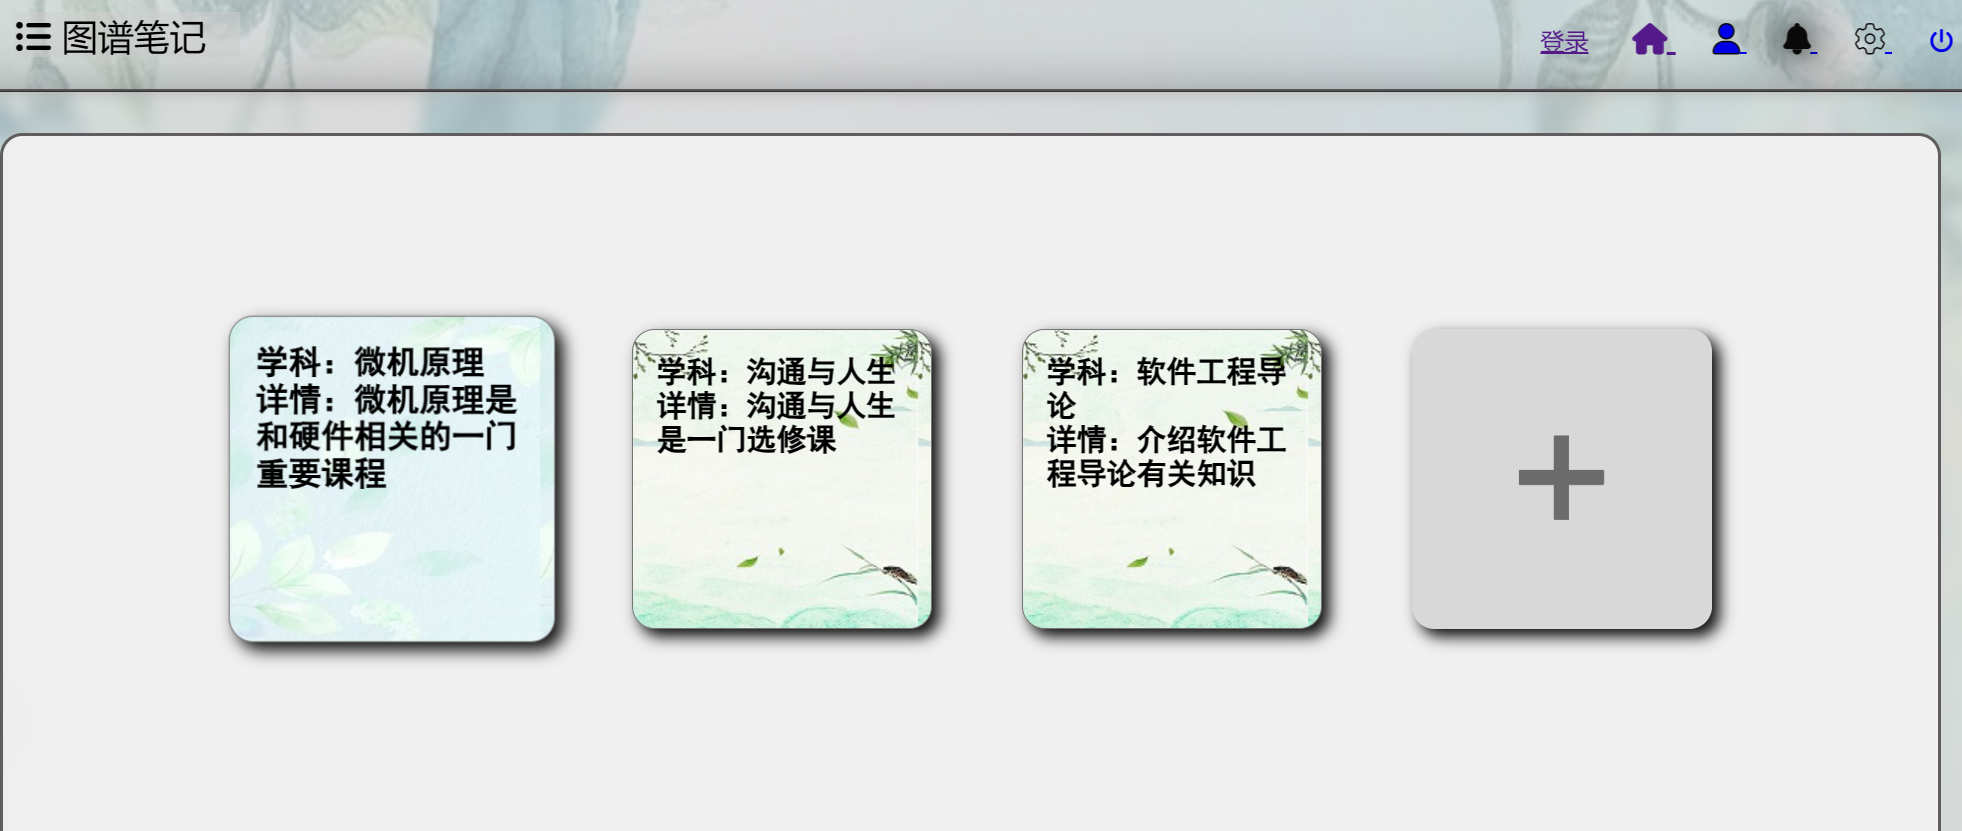 图谱笔记
登录
学科：微机原理
详情：微机原理是
和硬件相关的一门
重要课程
学科：沟通与人生
详情：沟通与人生
是一门选修课
学科：软件工程导
论
详情：介绍软件工
程导论有关知识